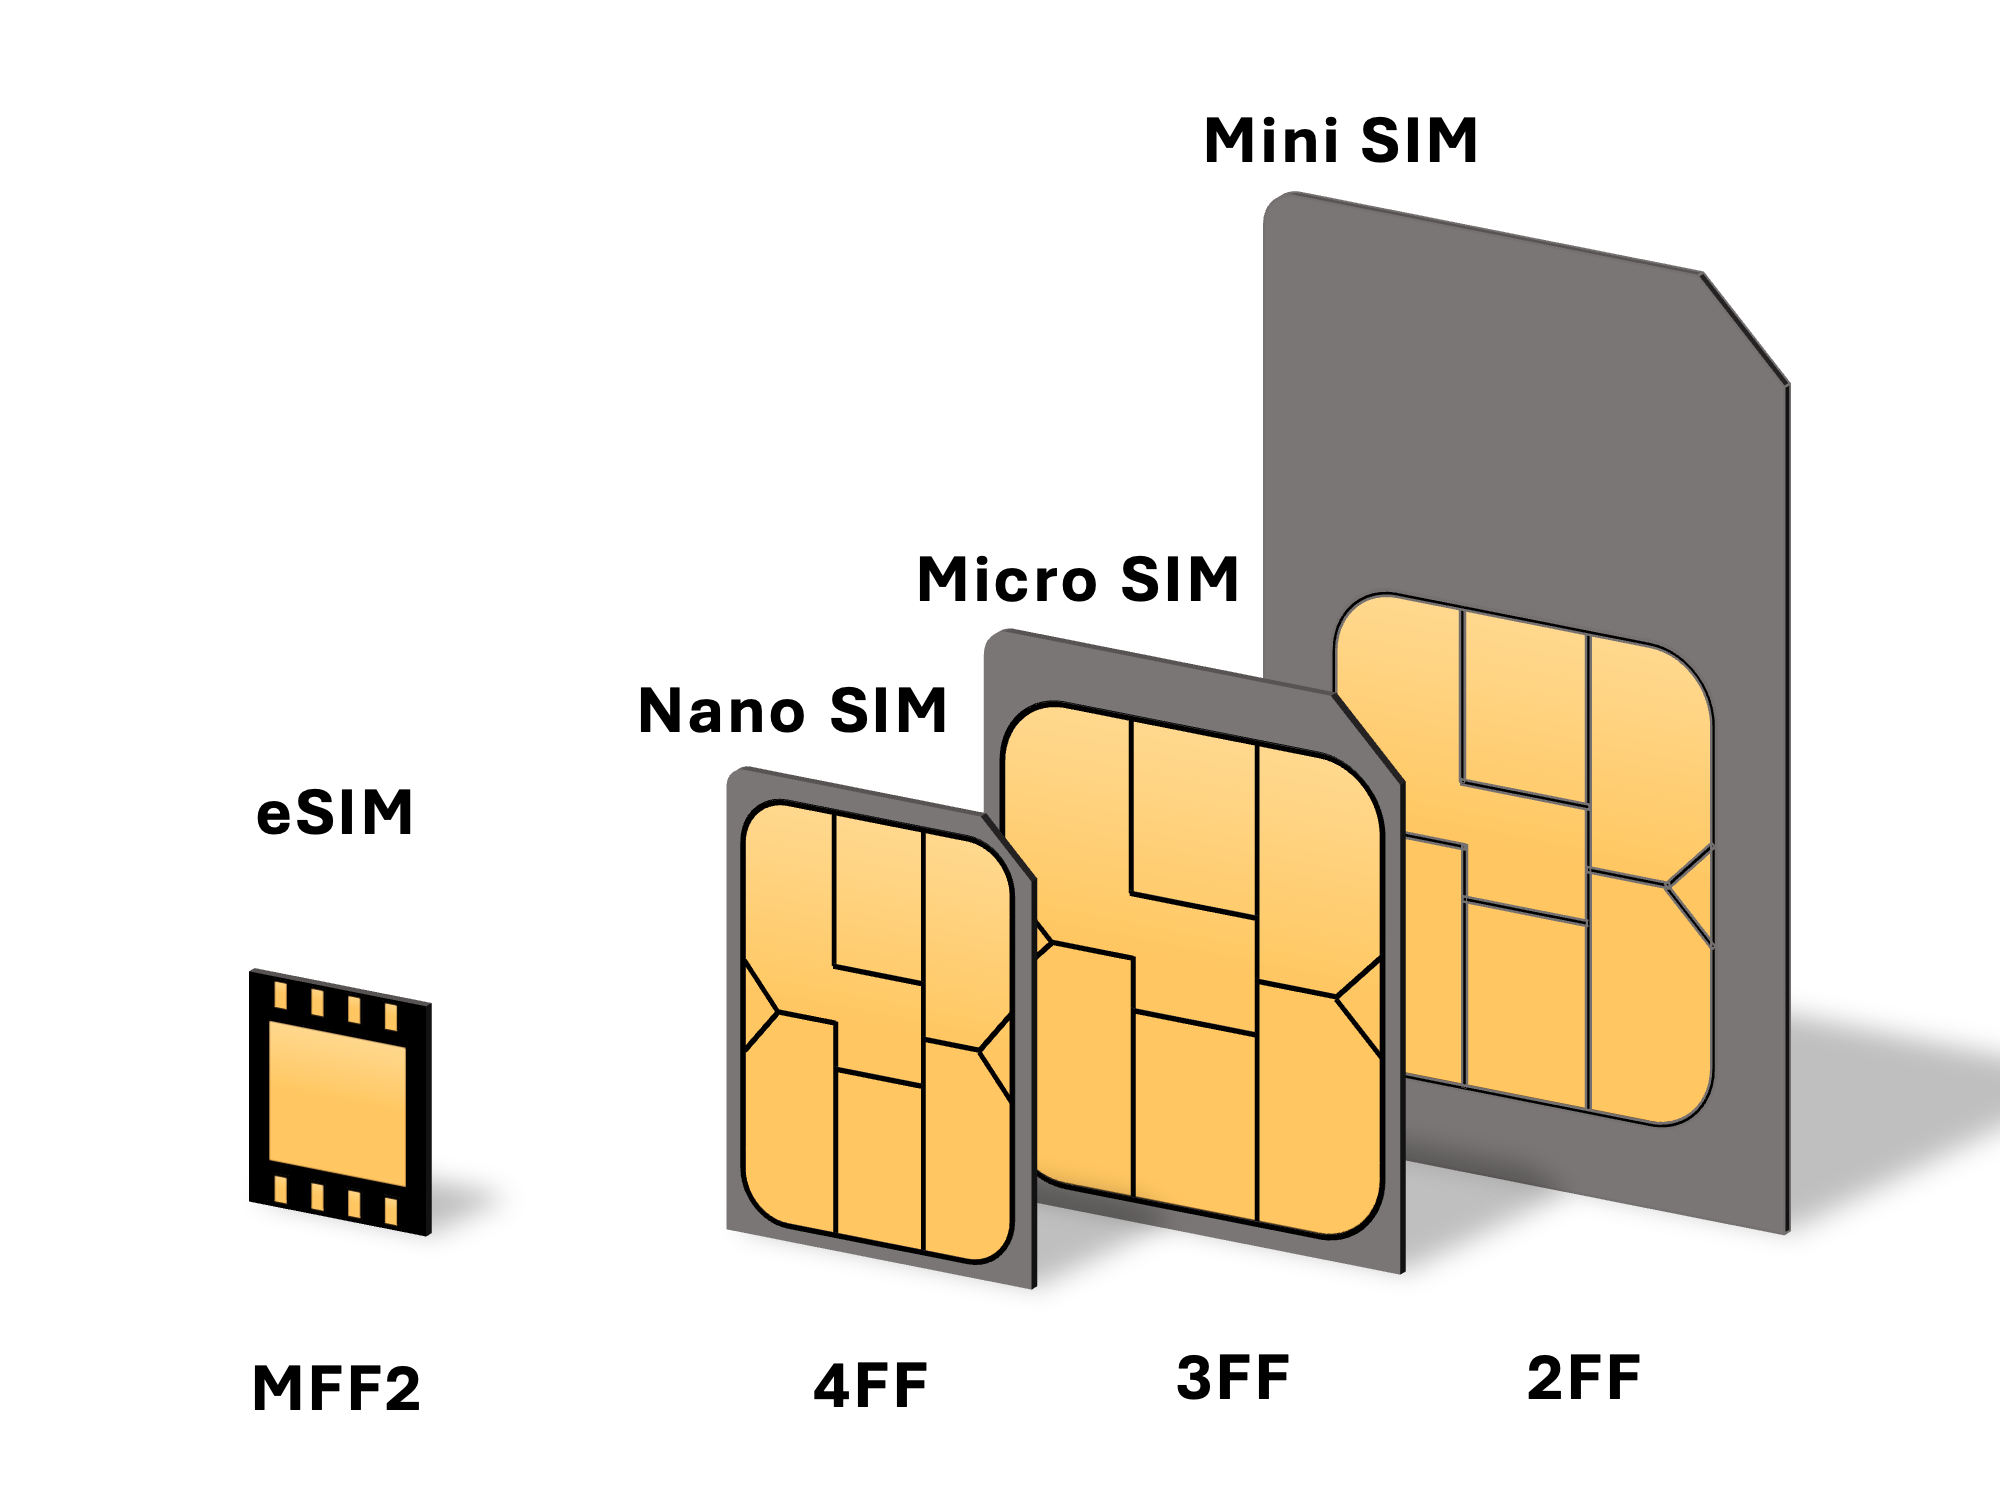 Mini SIM
Micro SIM
Nano SIM
eSIM
MFF2
4FF
3FF
2FF